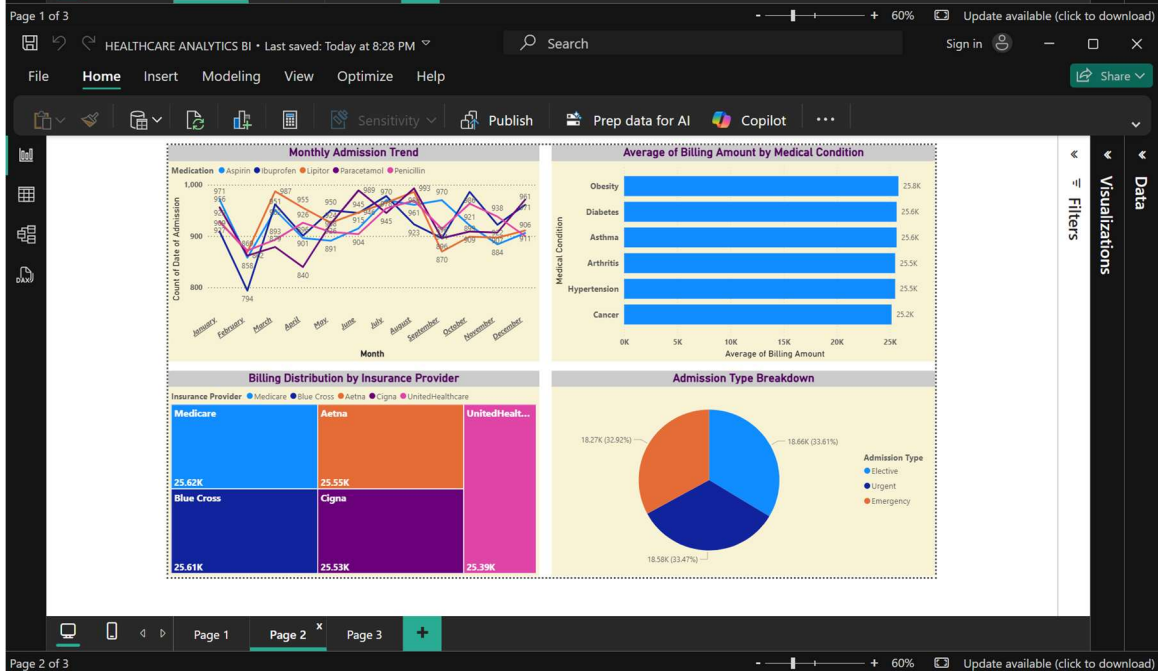 Page 1 of 3
- + 60% Update available (click to download)
HEALTHCARE ANALYTICS BI • Last saved: Today at 8:28 PM
Search
Sign in
File Home Insert Modeling View Optimize Help
Share
Sensitivity Publish Prep data for AI Copilot ...
Monthly Admission Trend
Medication Aspirin Ibuprofen Lipitor Paracetamol Penicillin
Count of Date of Admission
1,000
900
800
971 987 955 950 989 970 993 970 961
956 951 926 924 945 961 921 938
893 901 891 915 945 923 909 906
858 840 904 870 884 911
794
January February March April May June July August September October November December
Month
Average of Billing Amount by Medical Condition
Medical Condition
Obesity 25.8K
Diabetes 25.6K
Asthma 25.6K
Arthritis 25.5K
Hypertension 25.5K
Cancer 25.2K
0K 5K 10K 15K 20K 25K
Average of Billing Amount
Billing Distribution by Insurance Provider
Insurance Provider Medicare Blue Cross Aetna Cigna UnitedHealthcare
Medicare
25.62K
Blue Cross
25.61K
Aetna
25.55K
Cigna
25.53K
UnitedHealt...
25.39K
Admission Type Breakdown
18.27K (32.92%)
18.66K (33.61%)
18.58K (33.47%)
Admission Type
Elective
Urgent
Emergency
Filters
Visualizations
Data
DAX
Page 1 Page 2 x Page 3 +
Page 2 of 3
- + 60% Update available (click to download)